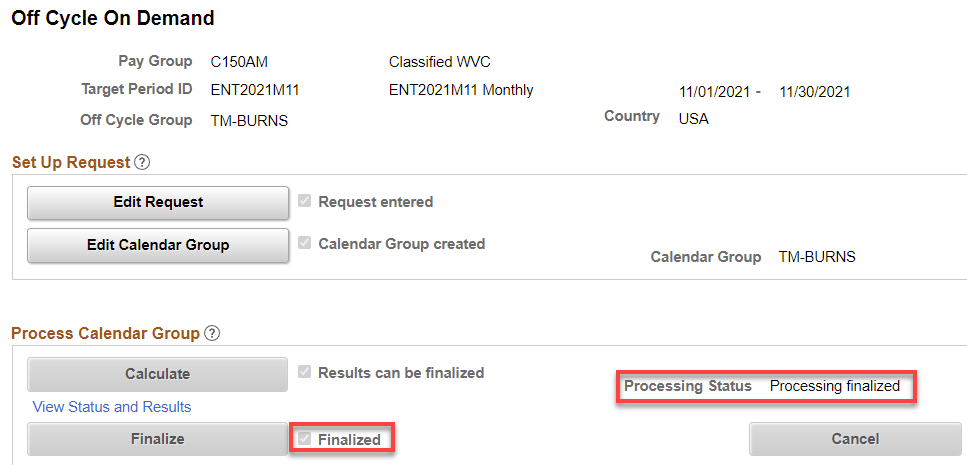 Off Cycle On Demand
Pay Group C150AM Classified WVC
Target Period ID ENT2021M11 ENT2021M11 Monthly 11/01/2021 - 11/30/2021
Off Cycle Group TM-BURNS Country USA
Set Up Request ?
Edit Request Request entered
Edit Calendar Group Calendar Group created
Calendar Group TM-BURNS
Process Calendar Group ?
Calculate Results can be finalized
Processing Status Processing finalized
View Status and Results
Finalize Finalized Cancel